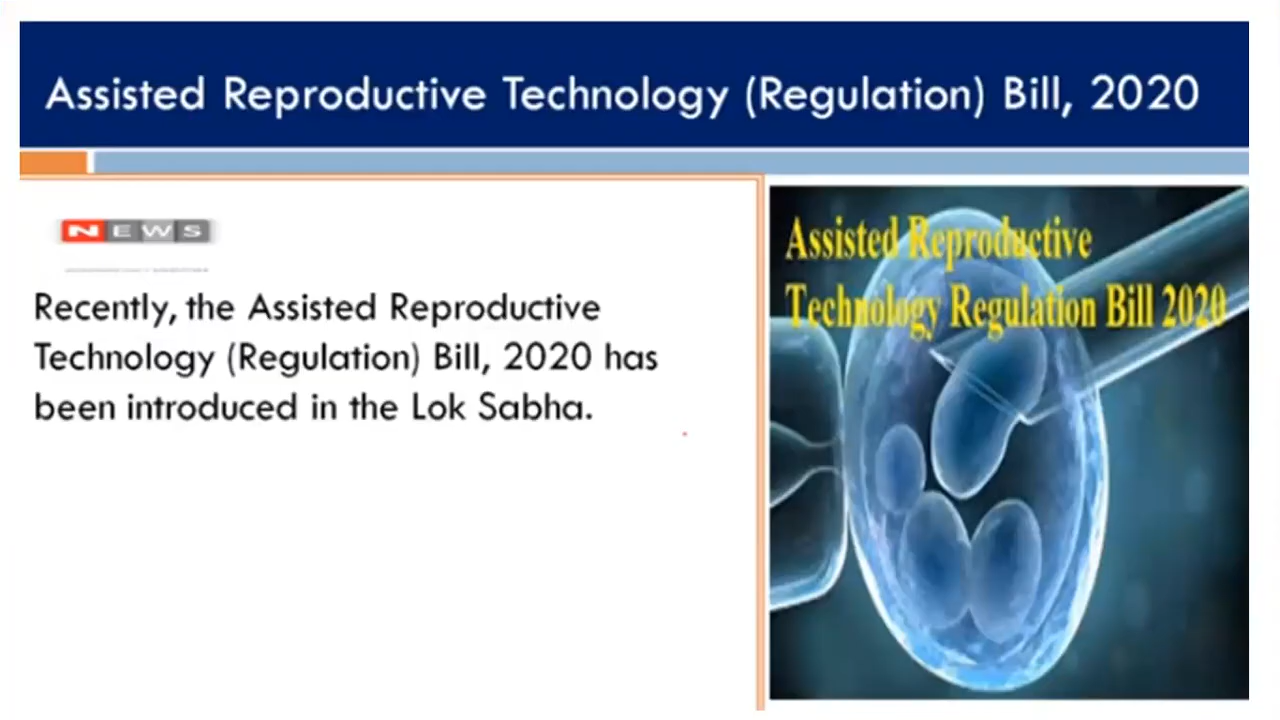 Assisted Reproductive Technology (Regulation) Bill, 2020
NEWS
Recently, the Assisted Reproductive
Technology (Regulation) Bill, 2020 has
been introduced in the Lok Sabha.
Assisted Reproductive
Technology Regulation Bill 2020